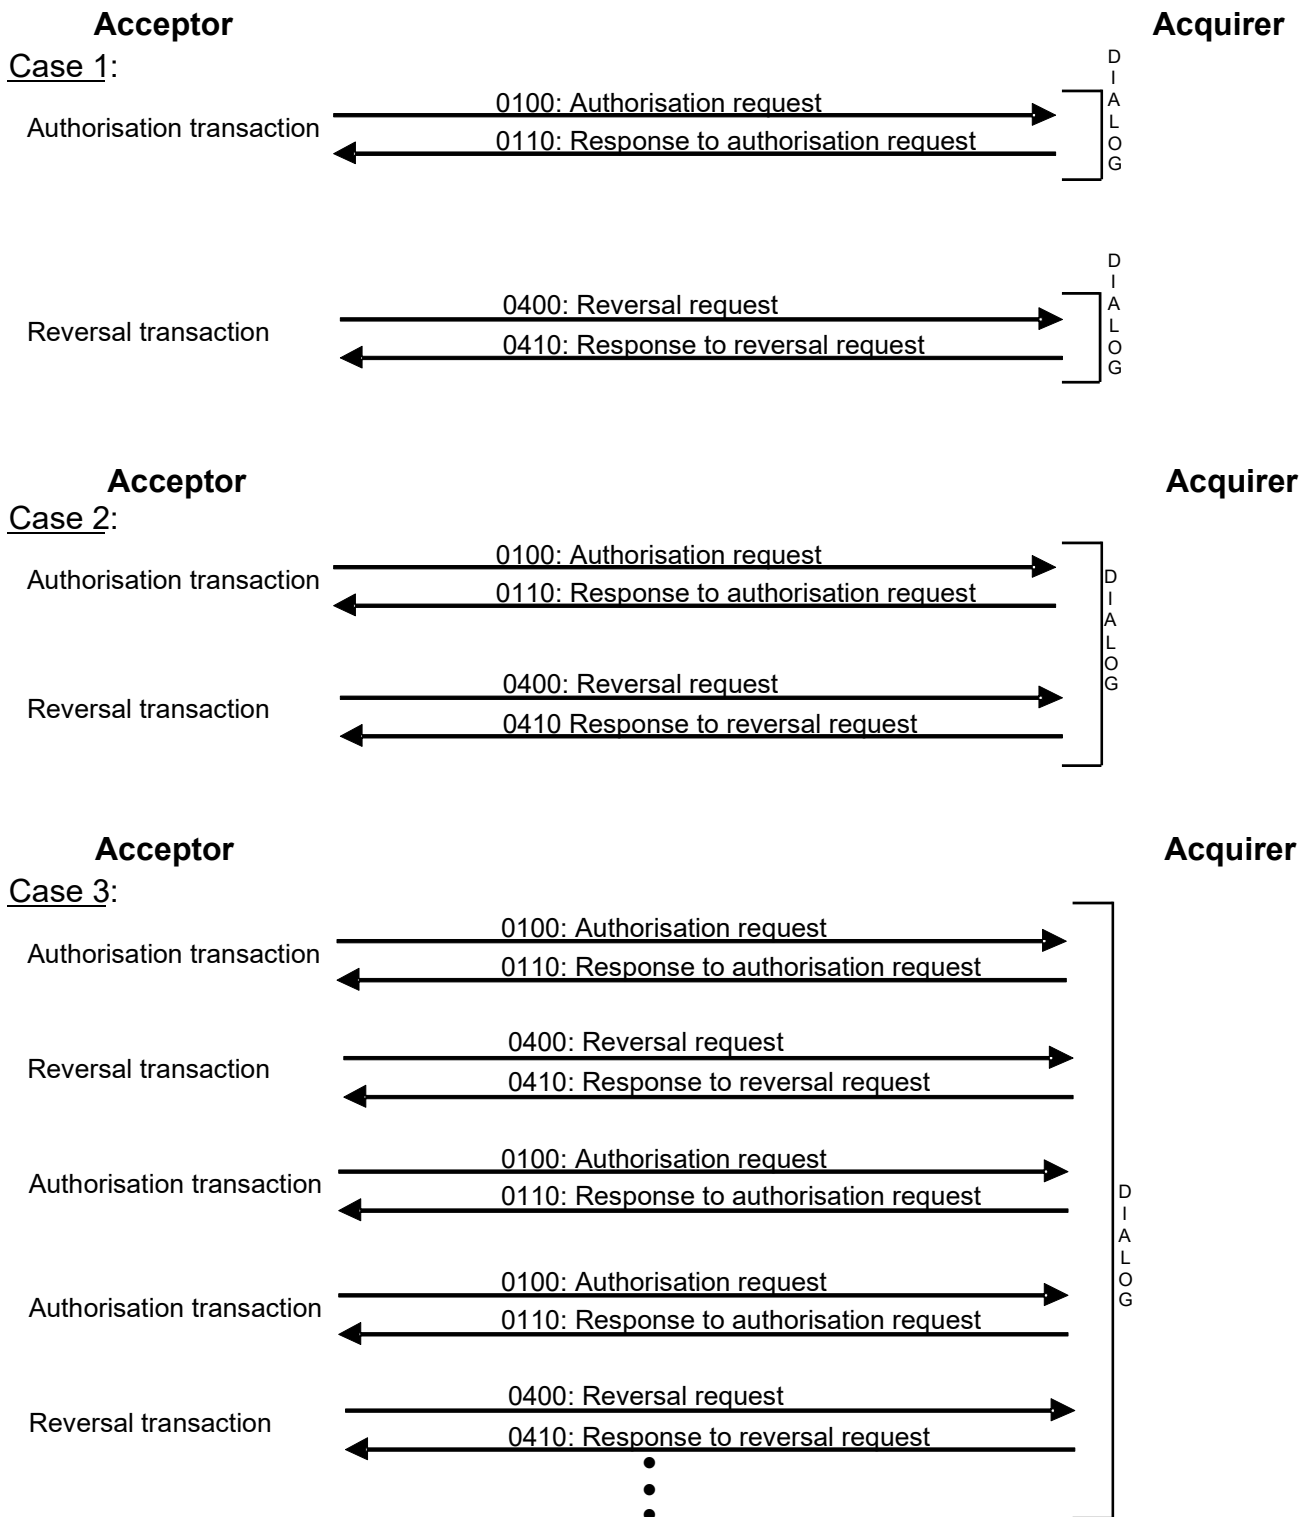 Acceptor Acquirer
Case 1:
Authorisation transaction
0100: Authorisation request
0110: Response to authorisation request
DIALOG
Reversal transaction
0400: Reversal request
0410: Response to reversal request
DIALOG
Acceptor Acquirer
Case 2:
Authorisation transaction
0100: Authorisation request
0110: Response to authorisation request
Reversal transaction
0400: Reversal request
0410 Response to reversal request
DIALOG
Acceptor Acquirer
Case 3:
Authorisation transaction
0100: Authorisation request
0110: Response to authorisation request
Reversal transaction
0400: Reversal request
0410: Response to reversal request
Authorisation transaction
0100: Authorisation request
0110: Response to authorisation request
Authorisation transaction
0100: Authorisation request
0110: Response to authorisation request
Reversal transaction
0400: Reversal request
0410: Response to reversal request
DIALOG